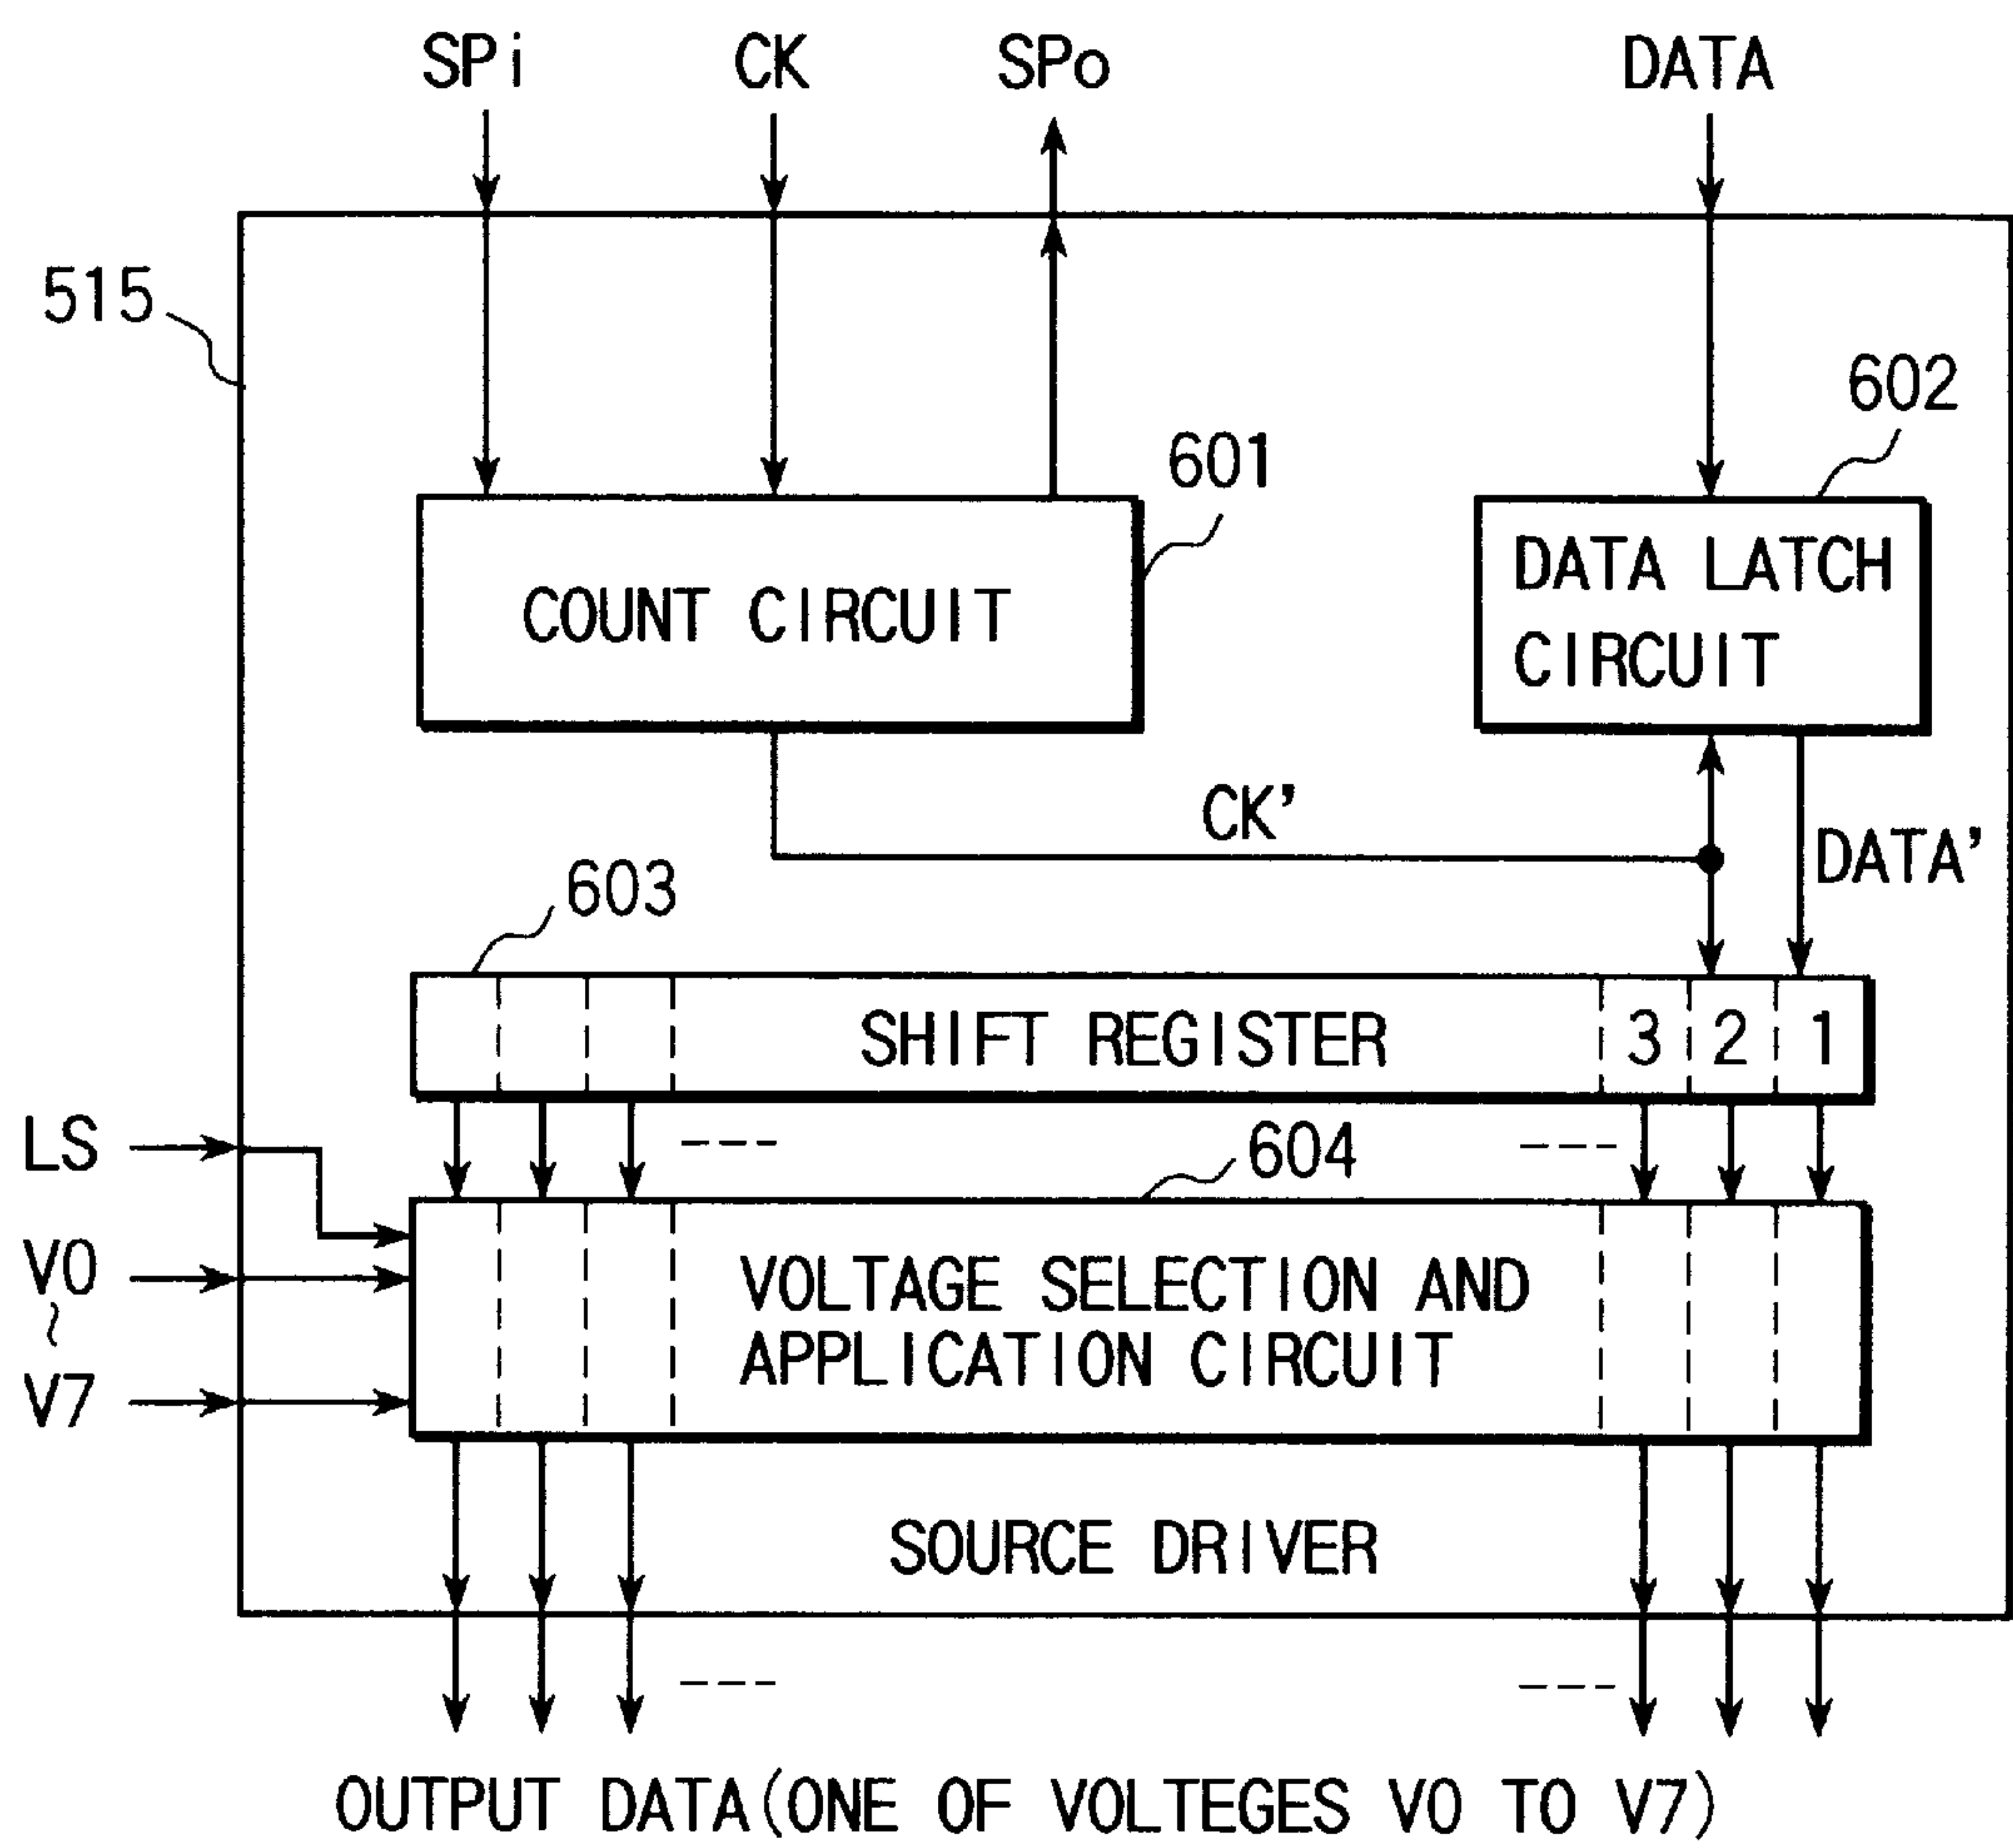 SPi
CK
SPo
DATA
515
602
601
COUNT CIRCUIT
DATA LATCH
CIRCUIT
CK'
DATA'
603
SHIFT REGISTER
3
2
1
LS
604
V0
~
V7
VOLTAGE SELECTION AND
APPLICATION CIRCUIT
SOURCE DRIVER
OUTPUT DATA(ONE OF VOLTEGES V0 TO V7)